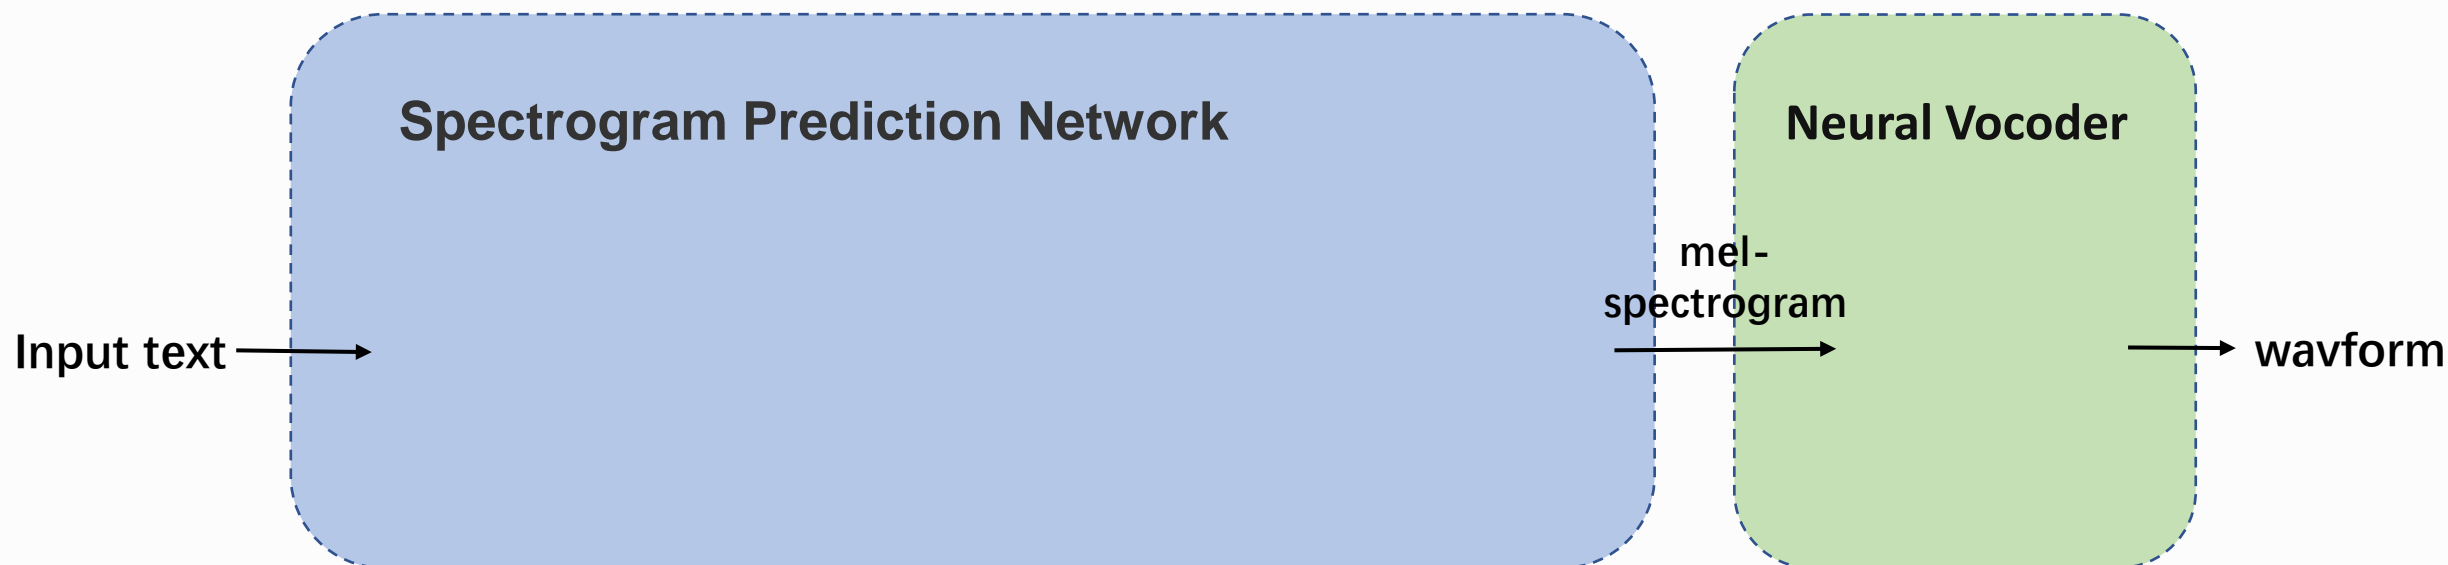 Spectrogram Prediction Network
Neural Vocoder
mel-
spectrogram
Input text
wavform